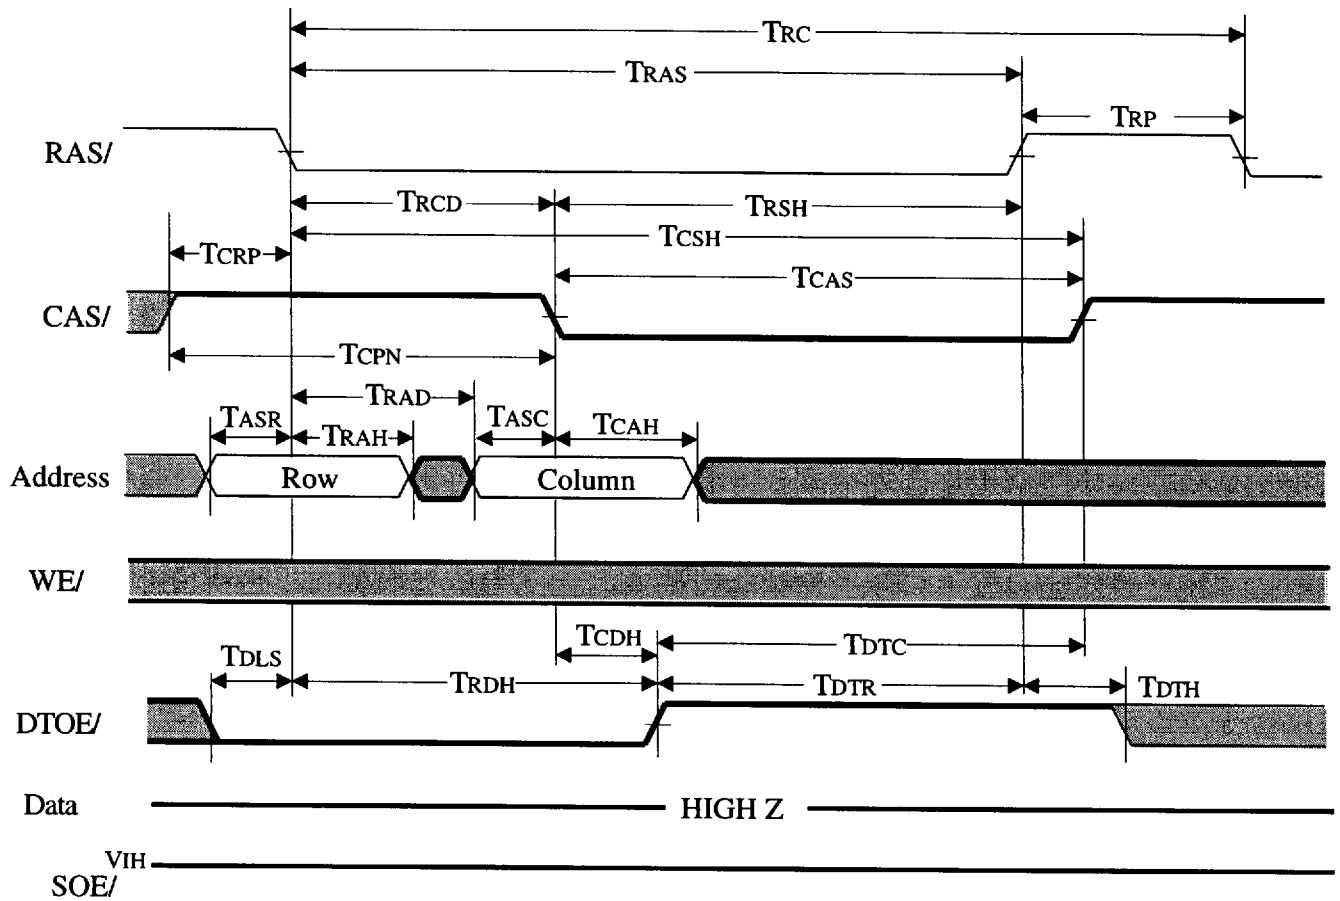 TRC
TRAS
TRP
RAS/
TRCD
TRSH
TCSH
TCRP
TCAS
CAS/
TCPN
TRAD
TASR
TRAH
TASC
TCAH
Address
Row
Column
WE/
TCDH
TDTC
TDLS
TRDH
TDTR
TDTH
DTOE/
Data
HIGH Z
VIH
SOE/